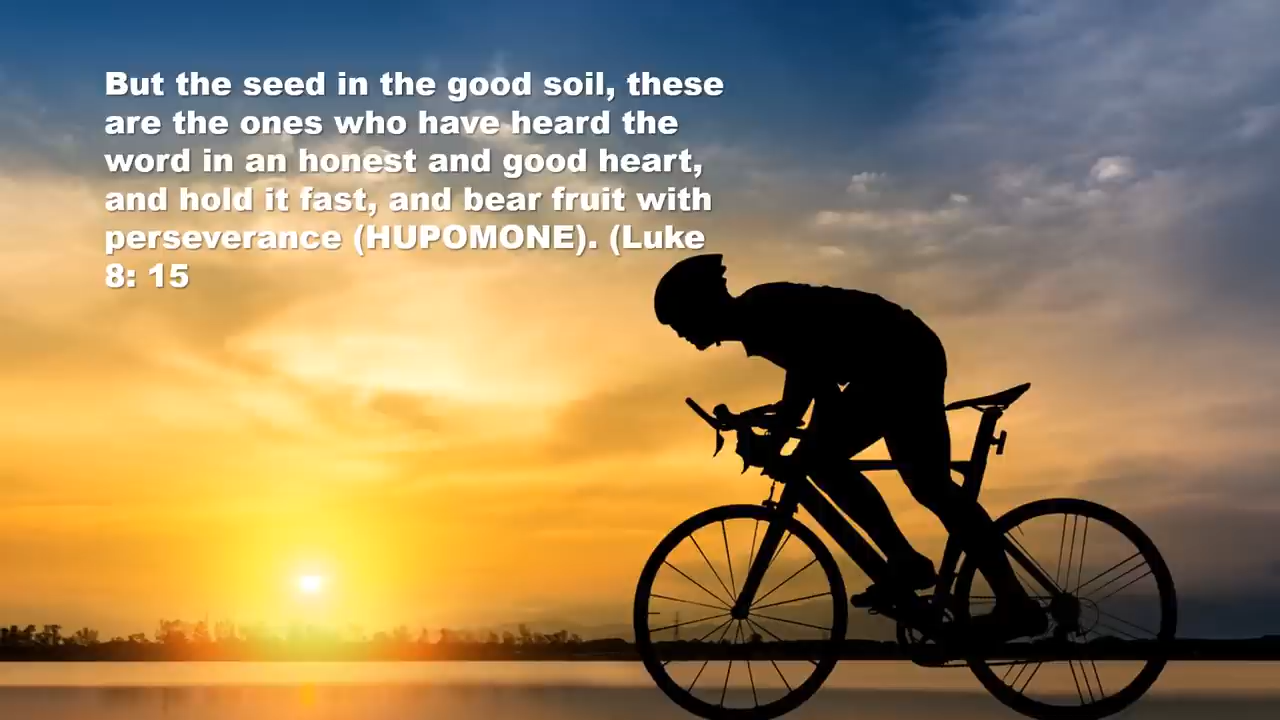 But the seed in the good soil, these
are the ones who have heard the
word in an honest and good heart,
and hold it fast, and bear fruit with
perseverance (HUPOMONE). (Luke
8: 15